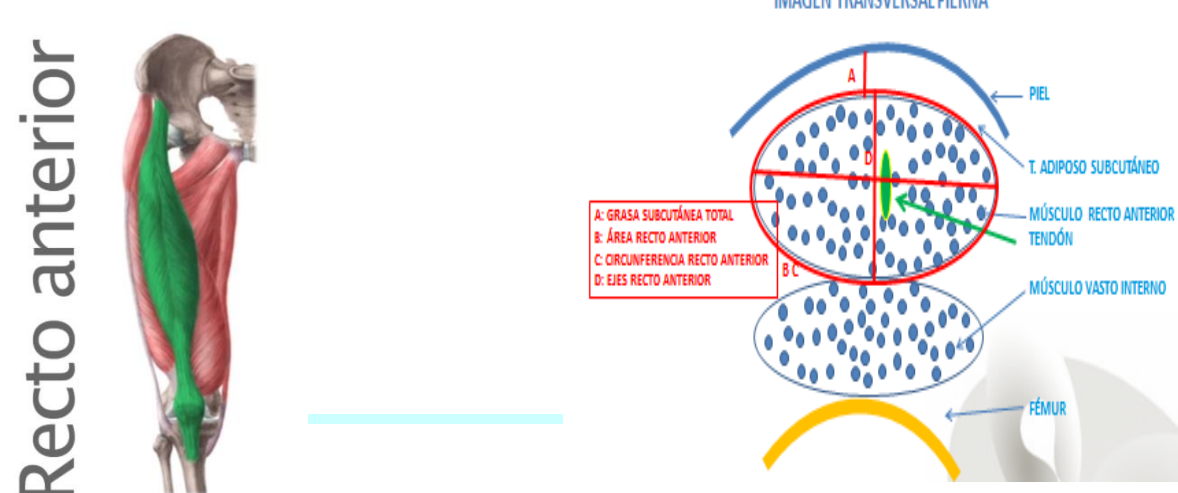 Recto anterior
IMAGEN TRANSVERSAL PIERNA
A
PIEL
D
T. ADIPOSO SUBCUTÁNEO
MÚSCULO RECTO ANTERIOR
TENDÓN
A: GRASA SUBCUTÁNEA TOTAL
B: ÁREA RECTO ANTERIOR
C: CIRCUNFERENCIA RECTO ANTERIOR
D: EJES RECTO ANTERIOR
B C
MÚSCULO VASTO INTERNO
FÉMUR